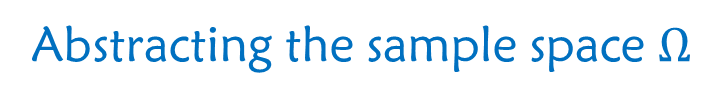 Abstracting the sample space Ω